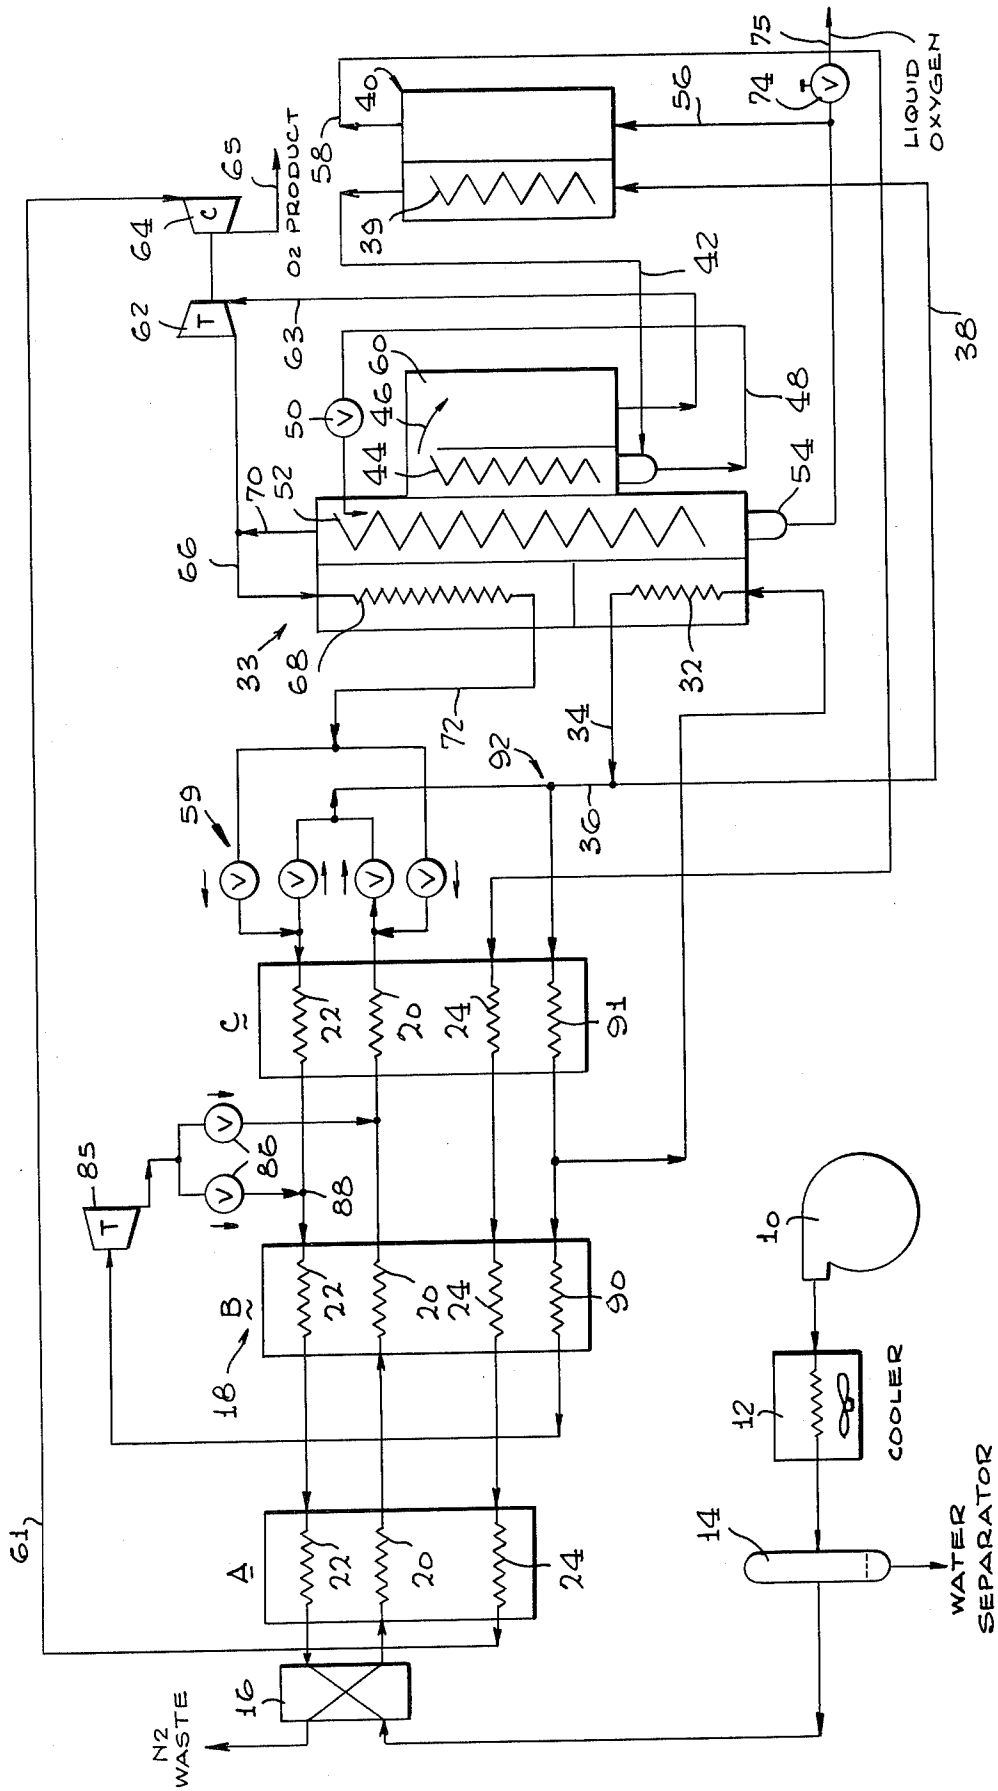 61
85
T
N2
WASTE
16
A
22
20
24
18
B
22
20
24
90
86
V
V
88
C
22
20
24
91
59
V
V
V
V
92
36
34
72
33
68
32
66
70
52
44
46
60
50
V
48
54
62
T
64
C
65
O2 PRODUCT
63
58
40
39
42
56
38
74
V
75
LIQUID
OXYGEN
10
12
COOLER
14
WATER
SEPARATOR